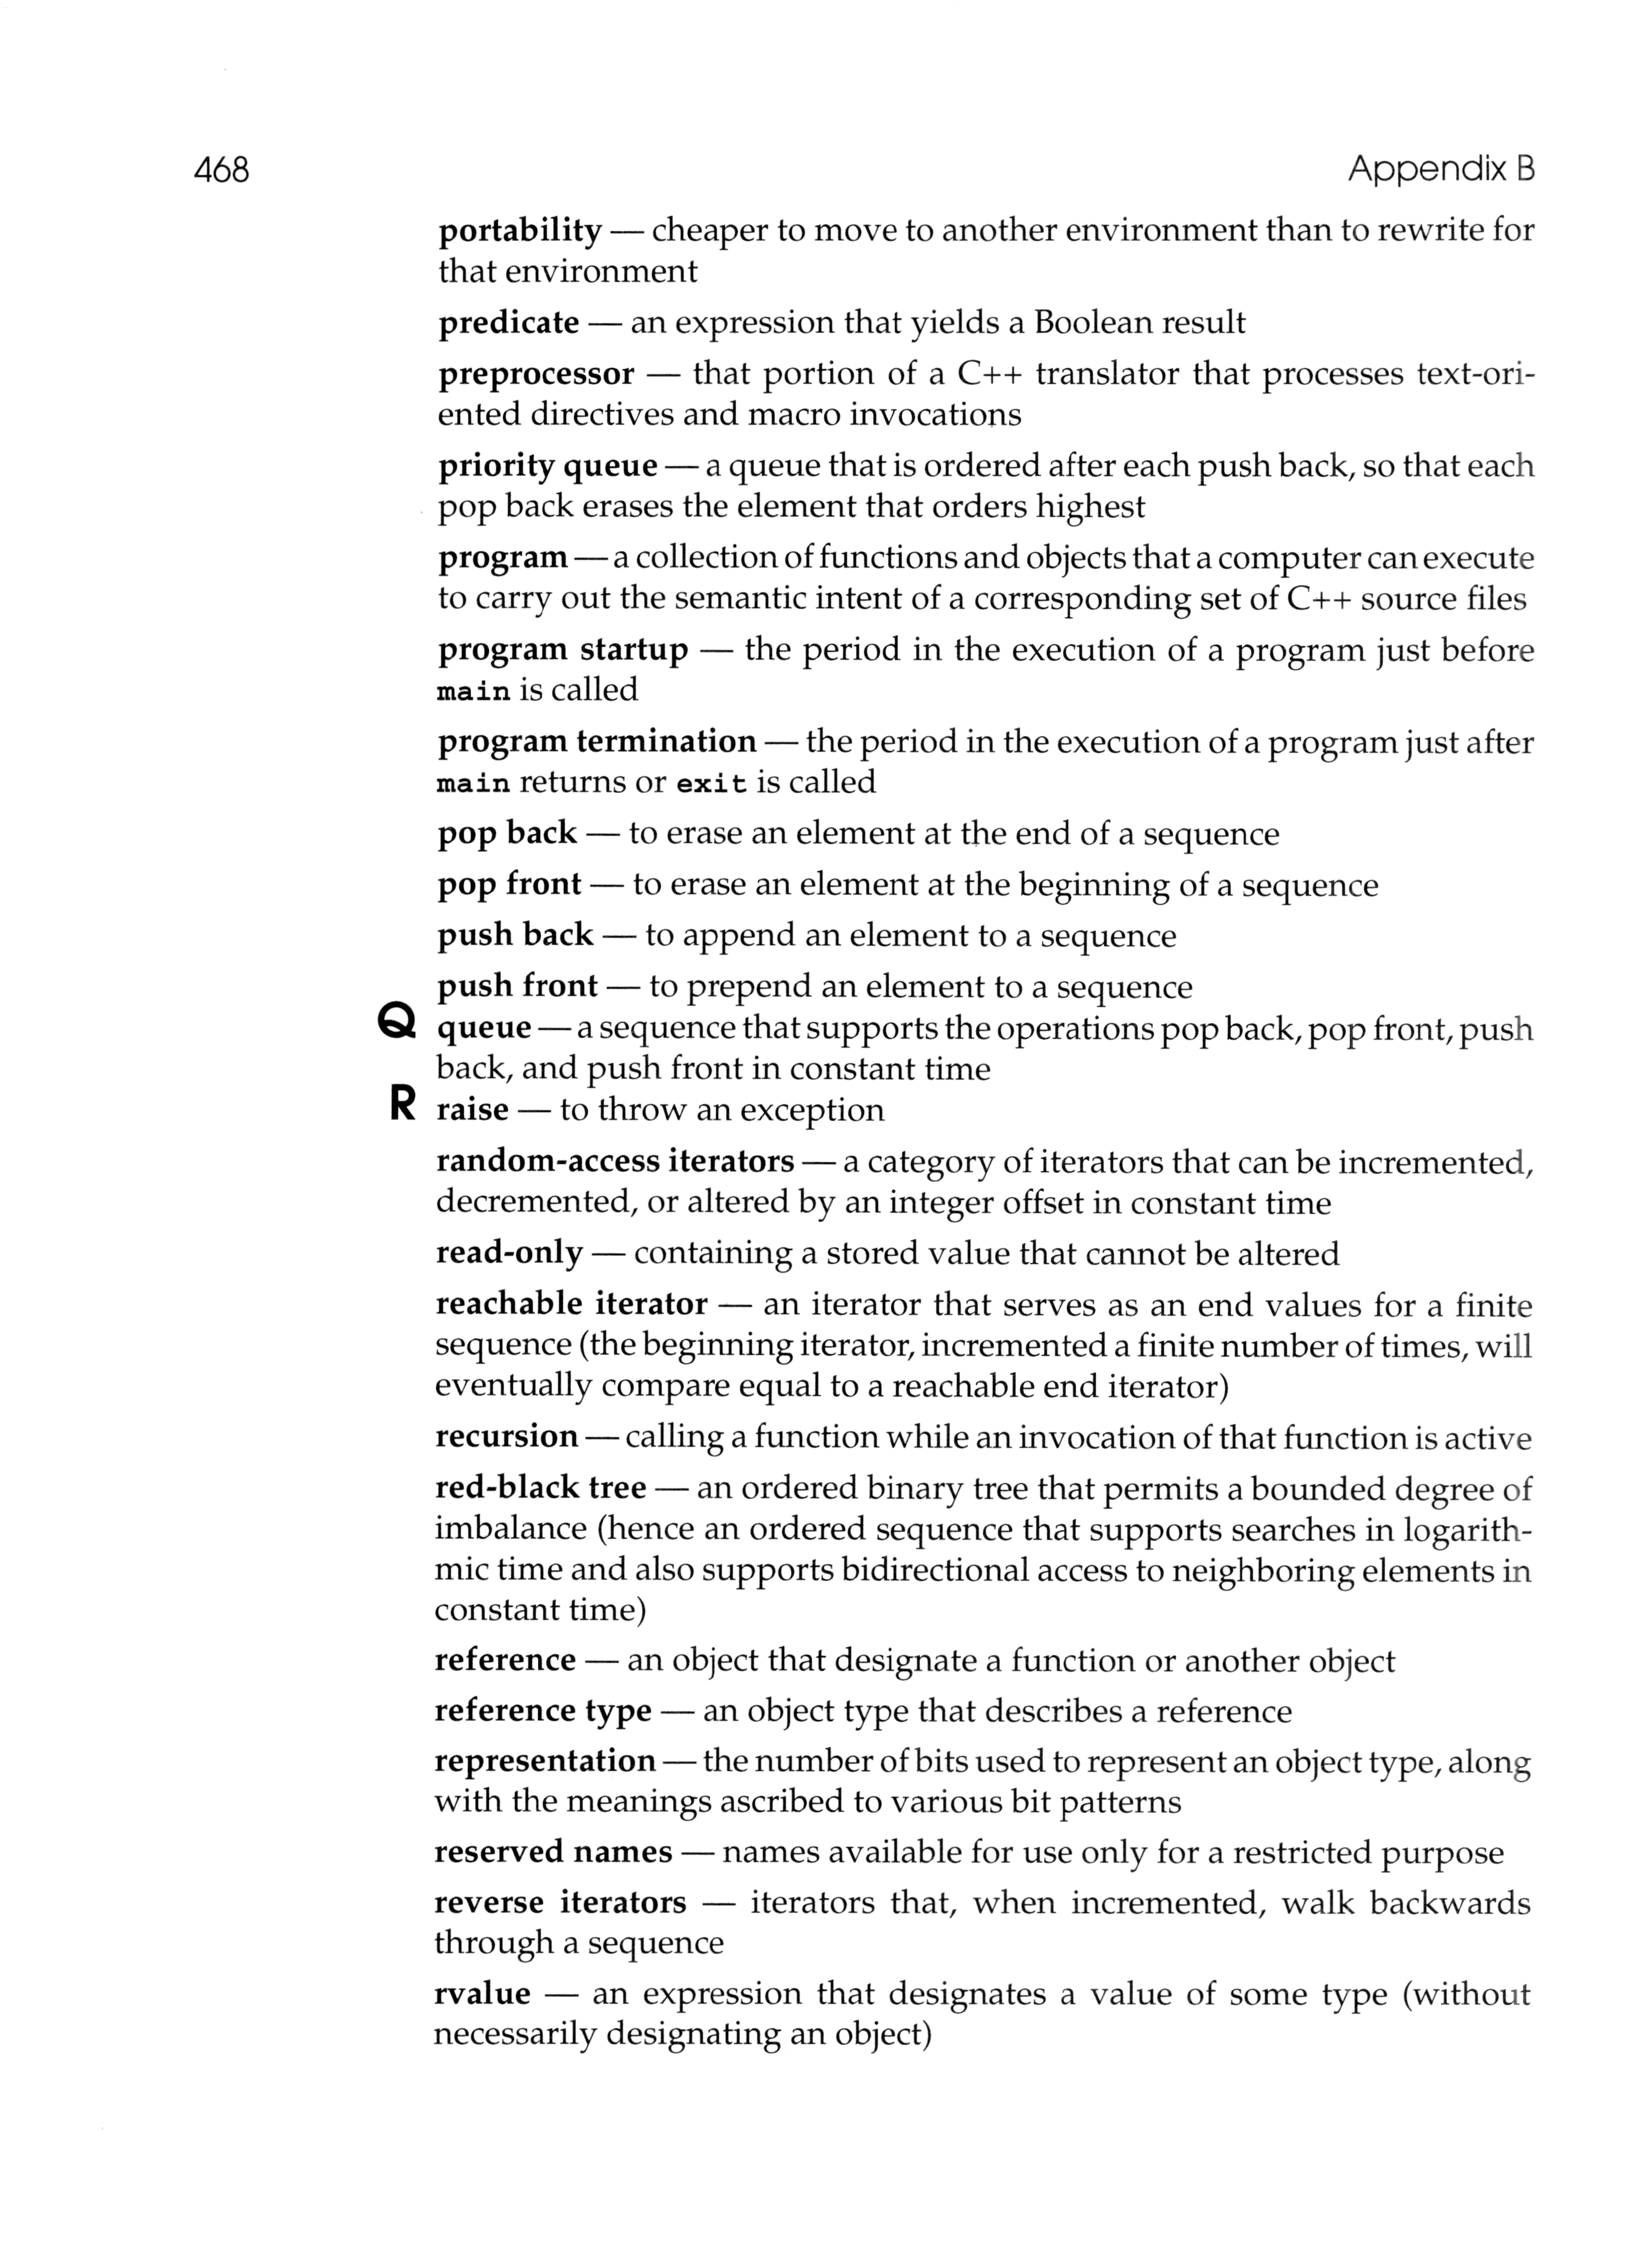 468 Appendix B
portability — cheaper to move to another environment than to rewrite for
that environment
predicate — an expression that yields a Boolean result
preprocessor — that portion of a C++ translator that processes text-ori-
ented directives and macro invocations
priority queue — a queue that is ordered after each push back, so that each
pop back erases the element that orders highest
program — a collection of functions and objects that a computer can execute
to carry out the semantic intent of a corresponding set of C++ source files
program startup — the period in the execution of a program just before
main is called
program termination — the period in the execution of a program just after
main returns or exit is called
pop back — to erase an element at the end of a sequence
pop front — to erase an element at the beginning of a sequence
push back — to append an element to a sequence
push front — to prepend an element to a sequence
Q queue — a sequence that supports the operations pop back, pop front, push
back, and push front in constant time
R raise — to throw an exception
random-access iterators — a category of iterators that can be incremented,
decremented, or altered by an integer offset in constant time
read-only — containing a stored value that cannot be altered
reachable iterator — an iterator that serves as an end values for a finite
sequence (the beginning iterator, incremented a finite number of times, will
eventually compare equal to a reachable end iterator)
recursion — calling a function while an invocation of that function is active
red-black tree — an ordered binary tree that permits a bounded degree of
imbalance (hence an ordered sequence that supports searches in logarith-
mic time and also supports bidirectional access to neighboring elements in
constant time)
reference — an object that designate a function or another object
reference type — an object type that describes a reference
representation — the number of bits used to represent an object type, along
with the meanings ascribed to various bit patterns
reserved names — names available for use only for a restricted purpose
reverse iterators — iterators that, when incremented, walk backwards
through a sequence
rvalue — an expression that designates a value of some type (without
necessarily designating an object)